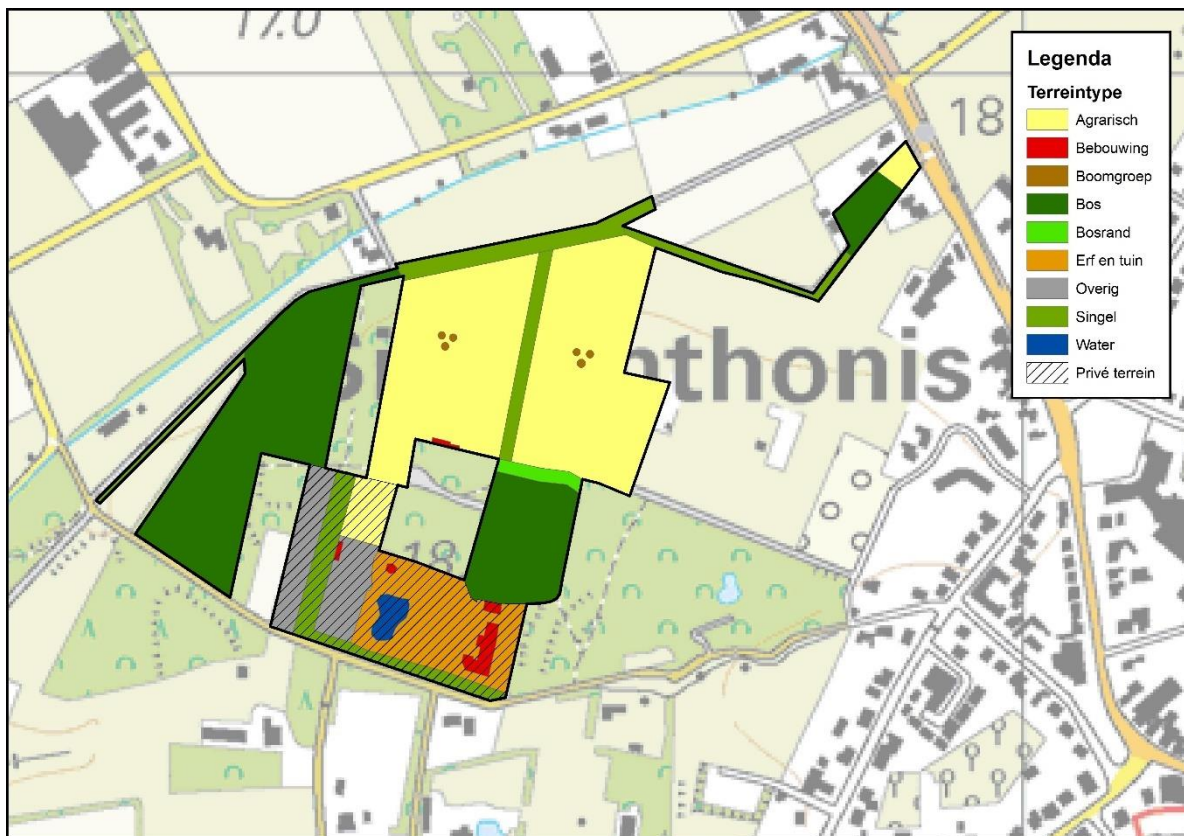 17.0
18
Legenda
Terreintype
Agrarisch
Bebouwing
Boomgroep
Bos
Bosrand
Erf en tuin
Overig
Singel
Water
Privé terrein
nthonis
18